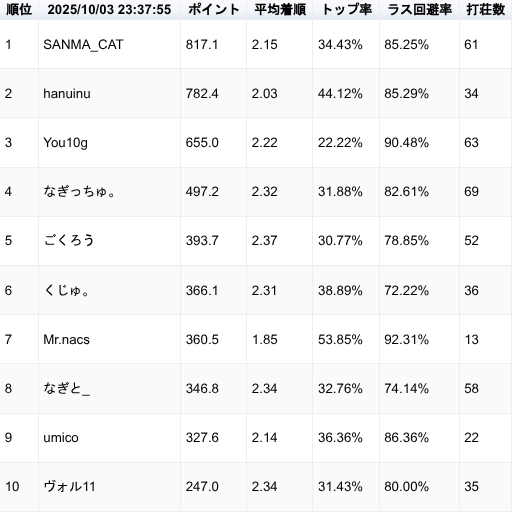 順位 2025/10/03 23:37:55 ポイント 平均着順 トップ率 ラス回避率 打荘数
1 SANMA_CAT 817.1 2.15 34.43% 85.25% 61
2 hanuinu 782.4 2.03 44.12% 85.29% 34
3 You10g 655.0 2.22 22.22% 90.48% 63
4 なぎっちゅ。 497.2 2.32 31.88% 82.61% 69
5 ごくろう 393.7 2.37 30.77% 78.85% 52
6 くじゅ。 366.1 2.31 38.89% 72.22% 36
7 Mr.nacs 360.5 1.85 53.85% 92.31% 13
8 なぎと_ 346.8 2.34 32.76% 74.14% 58
9 umico 327.6 2.14 36.36% 86.36% 22
10 ヴォル11 247.0 2.34 31.43% 80.00% 35